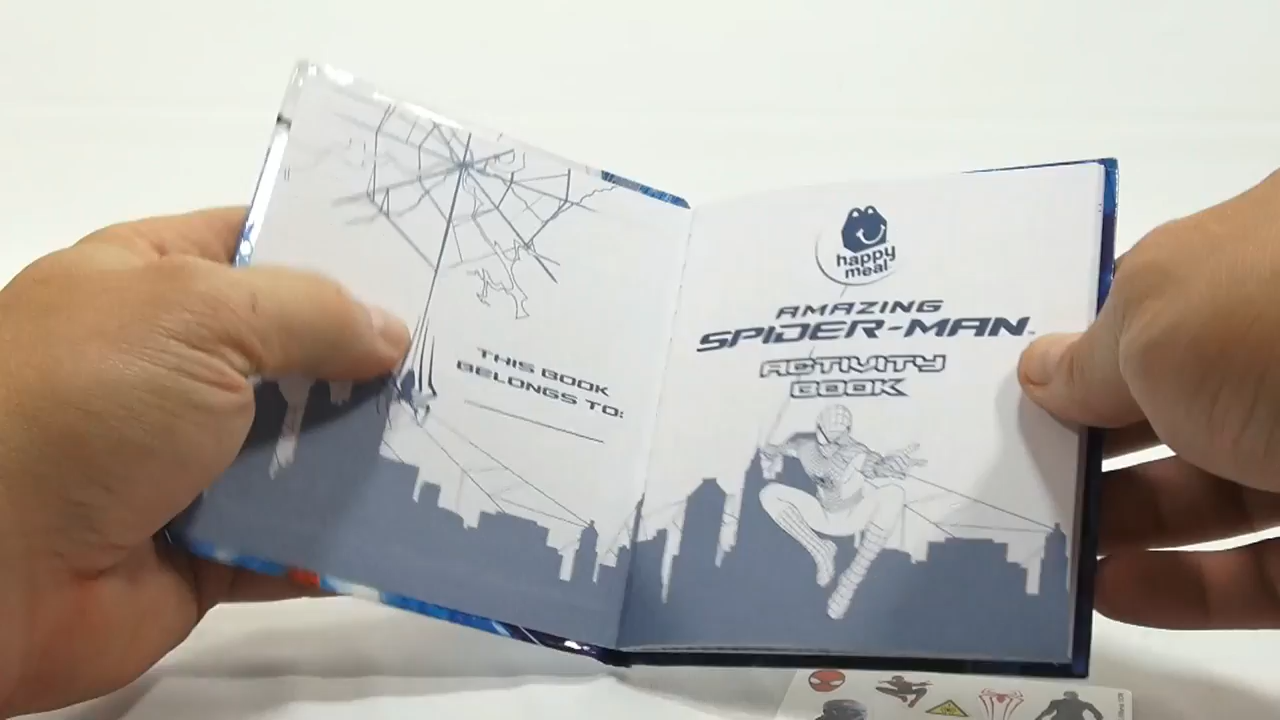 THIS BOOK
BELONGS TO:
happy
meal
AMAZING
SPIDER-MAN
ACTIVITY
BOOK